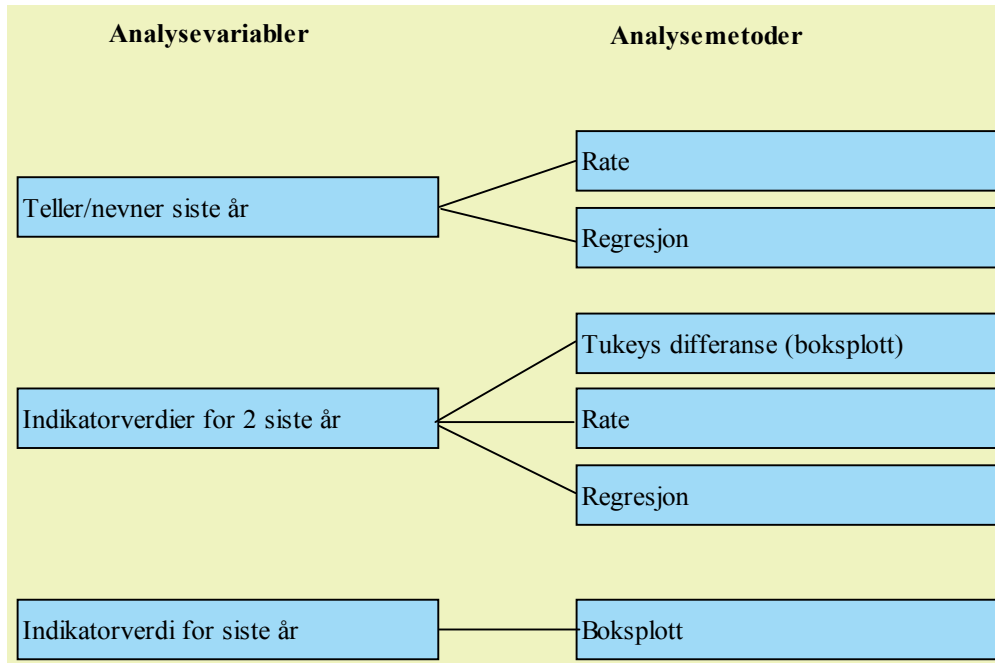 Analysevariabler
Analysemetoder
Teller/nevner siste år
Rate
Regresjon
Indikatorverdier for 2 siste år
Tukeys differanse (boksplott)
Rate
Regresjon
Indikatorverdi for siste år
Boksplott